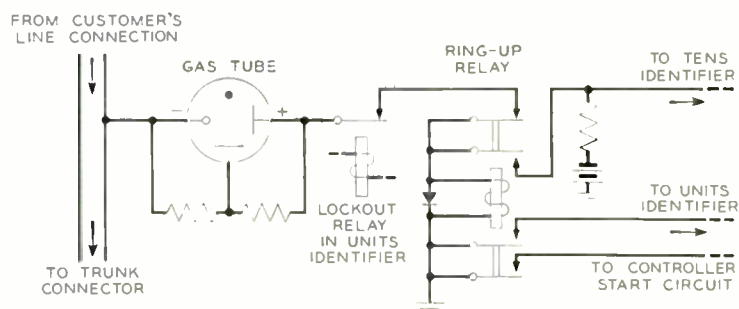 FROM CUSTOMER'S
LINE CONNECTION
GAS TUBE
− +
RING-UP
RELAY
TO TENS
IDENTIFIER
LOCKOUT
RELAY
IN UNITS
IDENTIFIER
TO UNITS
IDENTIFIER
TO TRUNK
CONNECTOR
TO CONTROLLER
START CIRCUIT